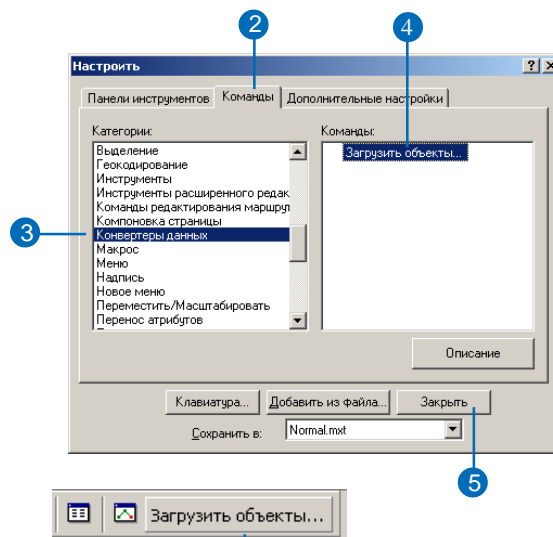 2
4
Настроить
Панели инструментов
Команды
Дополнительные настройки
Категории:
Команды:
Выделение
Геокодирование
Инструменты
Инструменты расширенного редак
Команды редактирования маршрут
Компоновка страницы
Конвертеры данных
Макрос
Меню
Надпись
Новое меню
Переместить/Масштабировать
Перенос атрибутов
Загрузить объекты...
3
Описание
Клавиатура...
Добавить из файла...
Закрыть
Сохранить в:
Normal.mxt
5
Загрузить объекты...